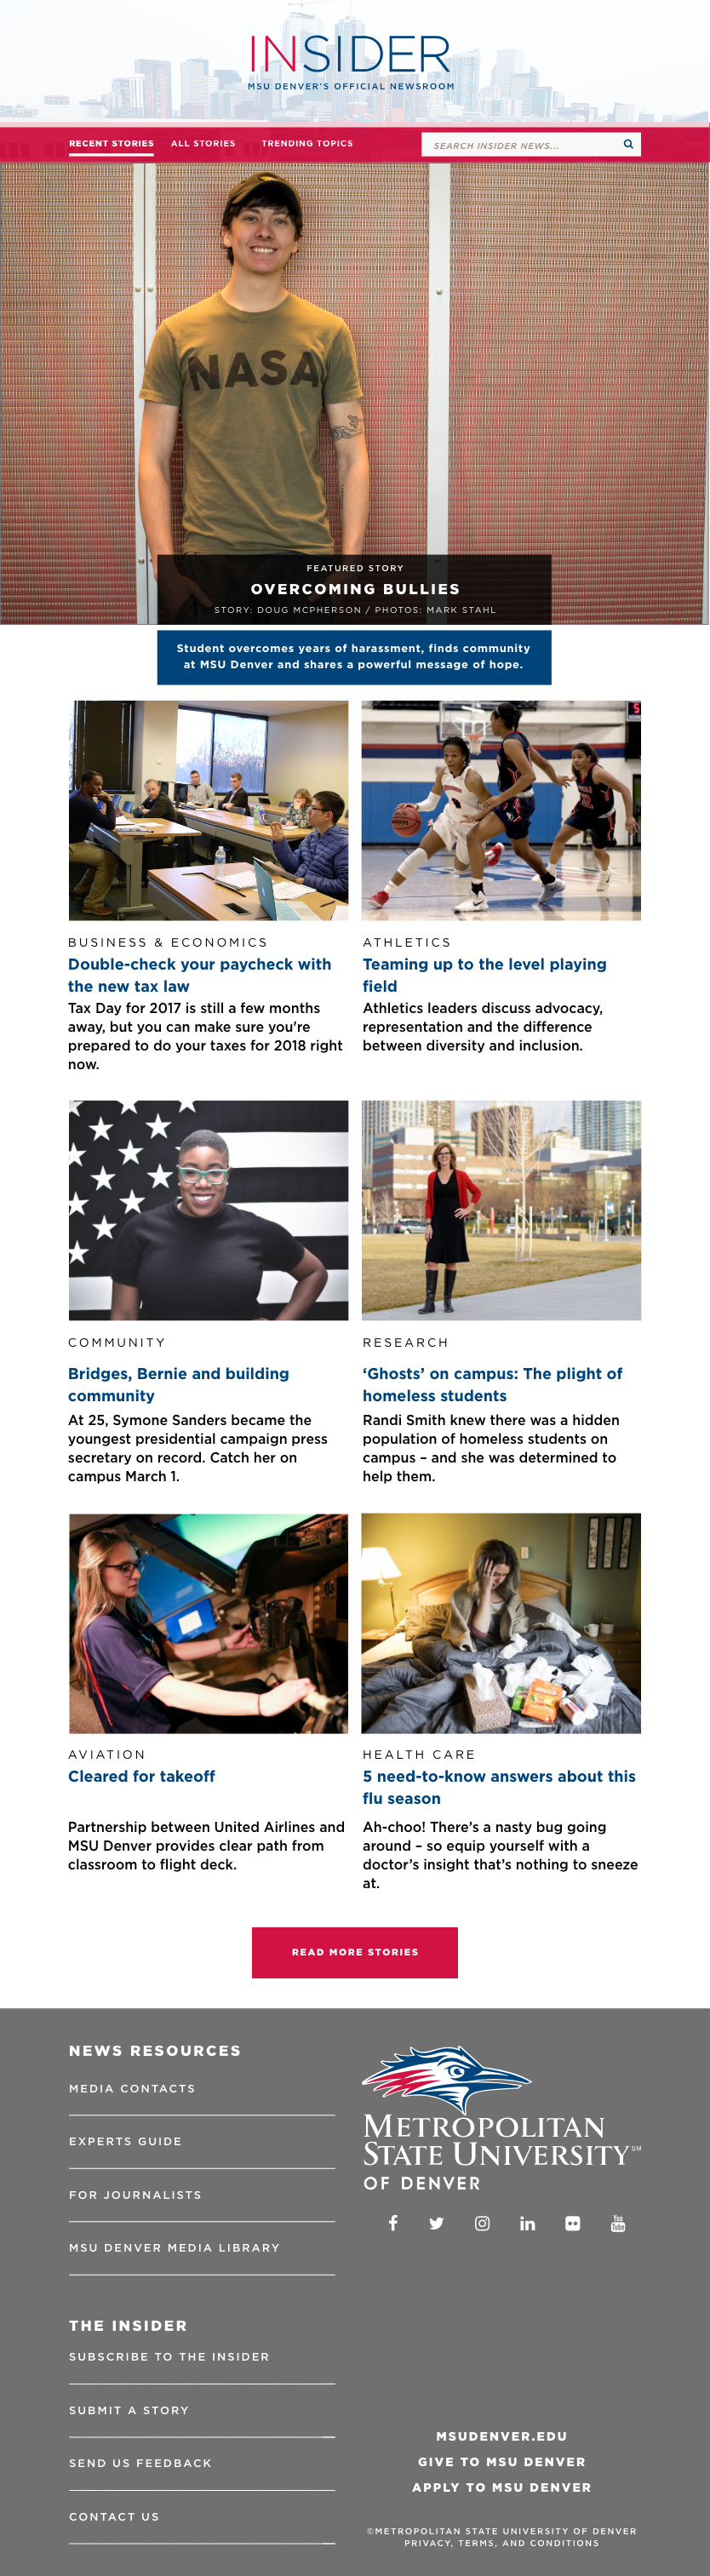 INSIDER
MSU DENVER'S OFFICIAL NEWSROOM
RECENT STORIES ALL STORIES TRENDING TOPICS
SEARCH INSIDER NEWS...
NASA
FEATURED STORY
OVERCOMING BULLIES
STORY: DOUG MCPHERSON / PHOTOS: MARK STAHL
Student overcomes years of harassment, finds community
at MSU Denver and shares a powerful message of hope.
BUSINESS & ECONOMICS
Double-check your paycheck with
the new tax law
Tax Day for 2017 is still a few months
away, but you can make sure you're
prepared to do your taxes for 2018 right
now.
ATHLETICS
Teaming up to the level playing
field
Athletics leaders discuss advocacy,
representation and the difference
between diversity and inclusion.
COMMUNITY
Bridges, Bernie and building
community
At 25, Symone Sanders became the
youngest presidential campaign press
secretary on record. Catch her on
campus March 1.
RESEARCH
‘Ghosts’ on campus: The plight of
homeless students
Randi Smith knew there was a hidden
population of homeless students on
campus – and she was determined to
help them.
AVIATION
Cleared for takeoff
Partnership between United Airlines and
MSU Denver provides clear path from
classroom to flight deck.
HEALTH CARE
5 need-to-know answers about this
flu season
Ah-choo! There’s a nasty bug going
around – so equip yourself with a
doctor’s insight that’s nothing to sneeze
at.
READ MORE STORIES
NEWS RESOURCES
MEDIA CONTACTS
EXPERTS GUIDE
FOR JOURNALISTS
MSU DENVER MEDIA LIBRARY
THE INSIDER
SUBSCRIBE TO THE INSIDER
SUBMIT A STORY
SEND US FEEDBACK
CONTACT US
METROPOLITAN
STATE UNIVERSITY℠
OF DENVER
You Tube
MSUDENVER.EDU
GIVE TO MSU DENVER
APPLY TO MSU DENVER
©METROPOLITAN STATE UNIVERSITY OF DENVER
PRIVACY, TERMS, AND CONDITIONS